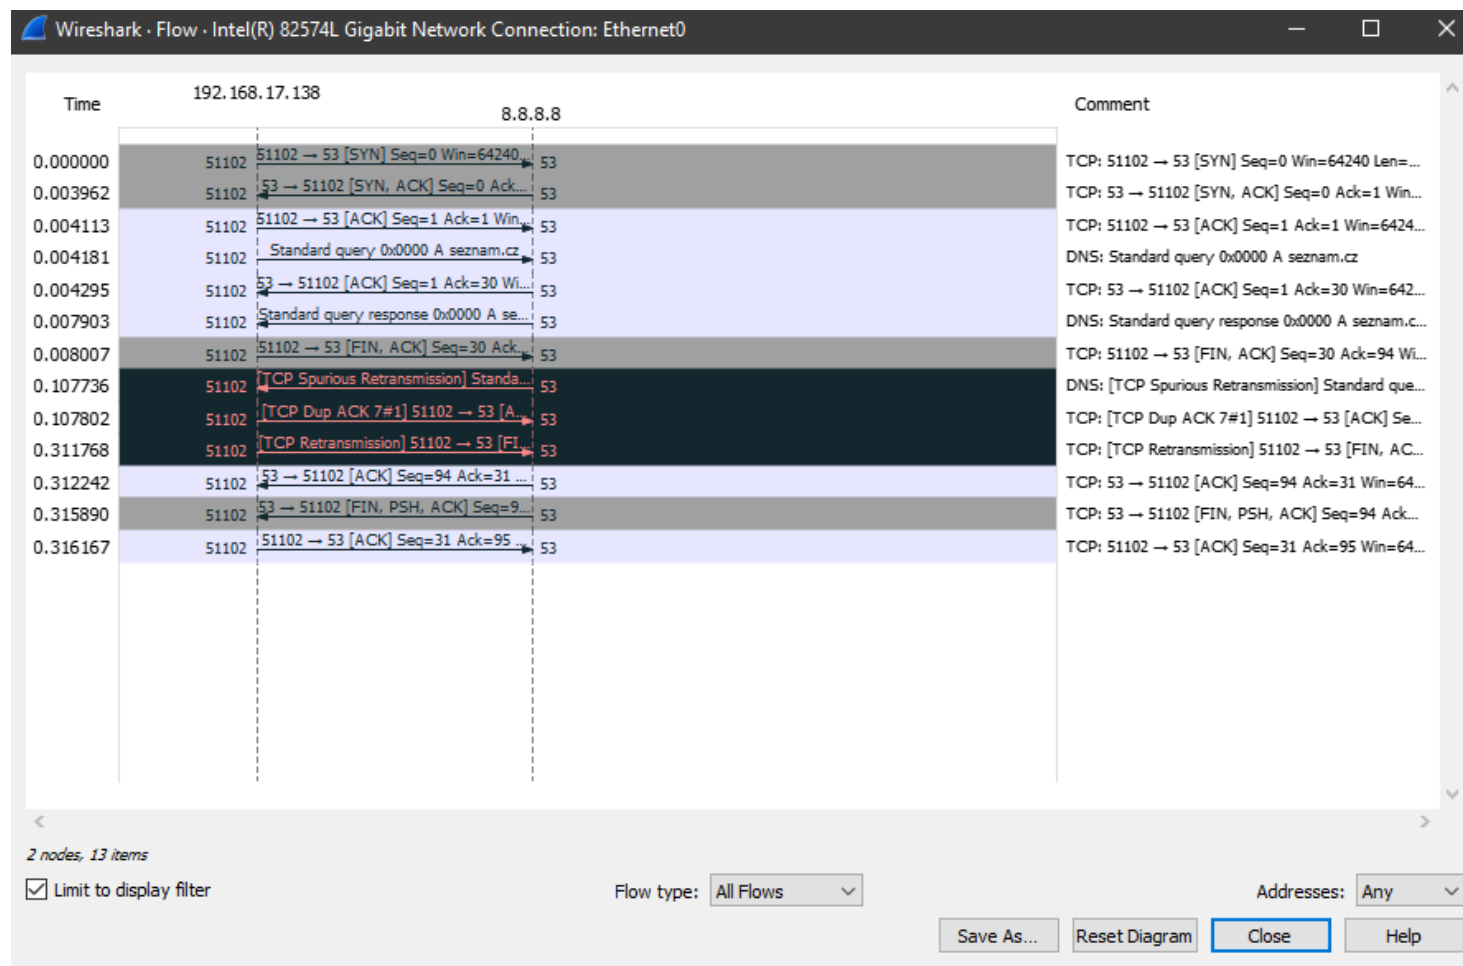 Wireshark · Flow · Intel(R) 82574L Gigabit Network Connection: Ethernet0
Time 192.168.17.138 8.8.8.8 Comment
0.000000 51102 51102 → 53 [SYN] Seq=0 Win=64240... 53 TCP: 51102 → 53 [SYN] Seq=0 Win=64240 Len=...
0.003962 51102 53 → 51102 [SYN, ACK] Seq=0 Ack... 53 TCP: 53 → 51102 [SYN, ACK] Seq=0 Ack=1 Win...
0.004113 51102 51102 → 53 [ACK] Seq=1 Ack=1 Win... 53 TCP: 51102 → 53 [ACK] Seq=1 Ack=1 Win=6424...
0.004181 51102 Standard query 0x0000 A seznam.cz 53 DNS: Standard query 0x0000 A seznam.cz
0.004295 51102 53 → 51102 [ACK] Seq=1 Ack=30 Wi... 53 TCP: 53 → 51102 [ACK] Seq=1 Ack=30 Win=642...
0.007903 51102 Standard query response 0x0000 A se... 53 DNS: Standard query response 0x0000 A seznam.c...
0.008007 51102 51102 → 53 [FIN, ACK] Seq=30 Ack... 53 TCP: 51102 → 53 [FIN, ACK] Seq=30 Ack=94 Wi...
0.107736 51102 [TCP Spurious Retransmission] Standa... 53 DNS: [TCP Spurious Retransmission] Standard que...
0.107802 51102 [TCP Dup ACK 7#1] 51102 → 53 [A... 53 TCP: [TCP Dup ACK 7#1] 51102 → 53 [ACK] Se...
0.311768 51102 [TCP Retransmission] 51102 → 53 [FI... 53 TCP: [TCP Retransmission] 51102 → 53 [FIN, AC...
0.312242 51102 53 → 51102 [ACK] Seq=94 Ack=31 ... 53 TCP: 53 → 51102 [ACK] Seq=94 Ack=31 Win=64...
0.315890 51102 53 → 51102 [FIN, PSH, ACK] Seq=9... 53 TCP: 53 → 51102 [FIN, PSH, ACK] Seq=94 Ack...
0.316167 51102 51102 → 53 [ACK] Seq=31 Ack=95 ... 53 TCP: 51102 → 53 [ACK] Seq=31 Ack=95 Win=64...
2 nodes, 13 items
Limit to display filter Flow type: All Flows Addresses: Any
Save As... Reset Diagram Close Help